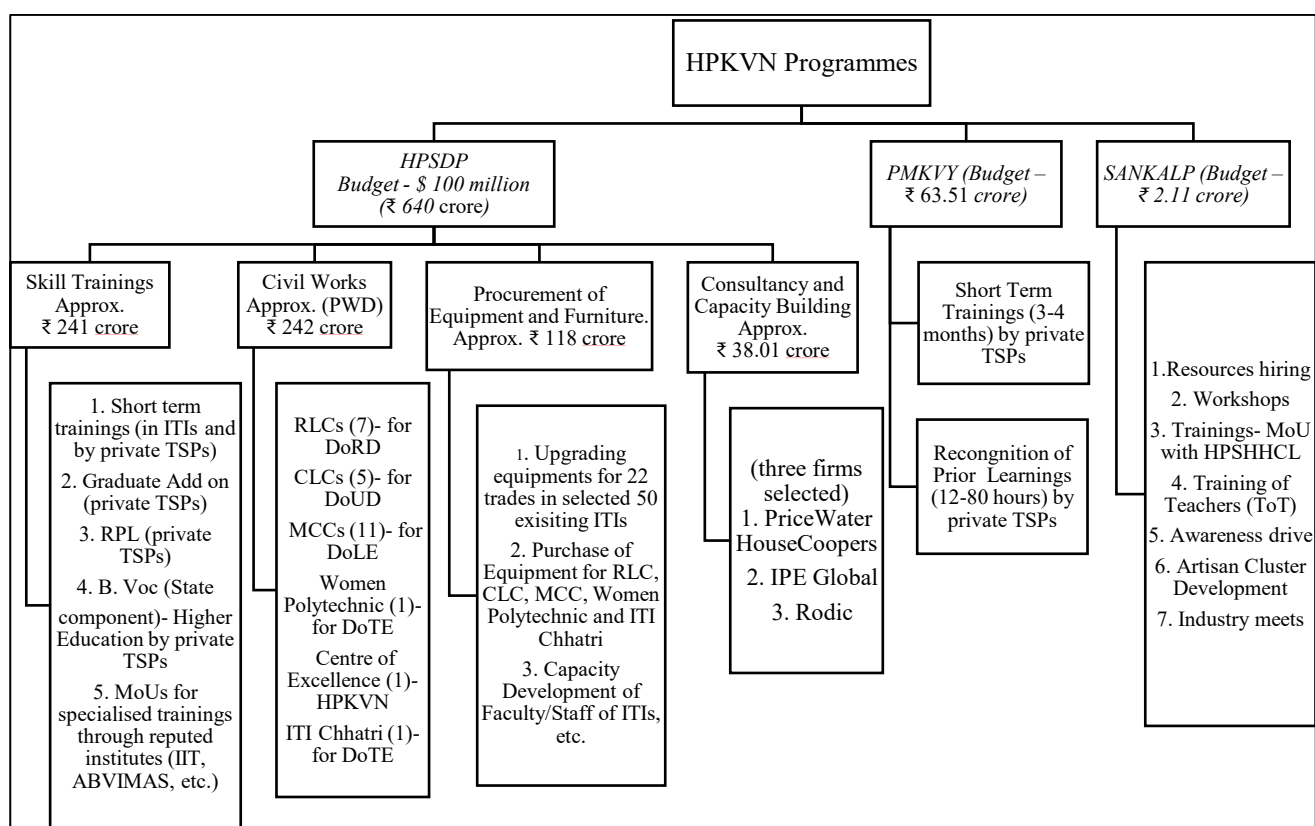 HPKVN Programmes
HPSDP
Budget - $ 100 million
(₹ 640 crore)
PMKVY (Budget –
₹ 63.51 crore)
SANKALP (Budget –
₹ 2.11 crore)
Skill Trainings
Approx.
₹ 241 crore
Civil Works
Approx. (PWD)
₹ 242 crore
Procurement of
Equipment and Furniture.
Approx. ₹ 118 crore
Consultancy and
Capacity Building
Approx.
₹ 38.01 crore
1. Short term
trainings (in ITIs and
by private TSPs)
2. Graduate Add on
(private TSPs)
3. RPL (private
TSPs)
4. B. Voc (State
component)- Higher
Education by private
TSPs
5. MoUs for
specialised trainings
through reputed
institutes (IIT,
ABVIMAS, etc.)
RLCs (7)- for
DoRD
CLCs (5)- for
DoUD
MCCs (11)- for
DoLE
Women
Polytechnic (1)-
for DoTE
Centre of
Excellence (1)-
HPKVN
ITI Chhatri (1)-
for DoTE
1. Upgrading
equipments for 22
trades in selected 50
exisiting ITIs
2. Purchase of
Equipment for RLC,
CLC, MCC, Women
Polytechnic and ITI
Chhatri
3. Capacity
Development of
Faculty/Staff of ITIs,
etc.
(three firms
selected)
1. PriceWater
HouseCoopers
2. IPE Global
3. Rodic
Short Term
Trainings (3-4
months) by private
TSPs
Recongnition of
Prior Learnings
(12-80 hours) by
private TSPs
1.Resources hiring
2. Workshops
3. Trainings- MoU
with HPSHHCL
4. Training of
Teachers (ToT)
5. Awareness drive
6. Artisan Cluster
Development
7. Industry meets